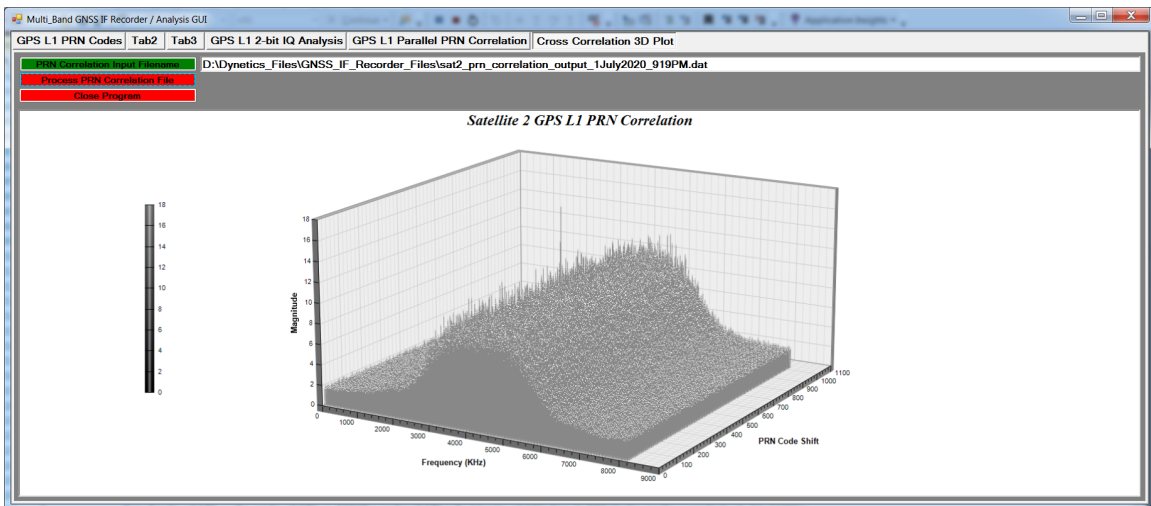 Multi_Band GNSS IF Recorder / Analysis GUI
GPS L1 PRN Codes Tab2 Tab3 GPS L1 2-bit IQ Analysis GPS L1 Parallel PRN Correlation Cross Correlation 3D Plot
PRN Correlation Input Filename D:\Dynetics_Files\GNSS_IF_Recorder_Files\sat2_prn_correlation_output_1July2020_919PM.dat
Process PRN Correlation File
Close Program
Satellite 2 GPS L1 PRN Correlation
18
16
14
12
10
8
6
4
2
0
18
16
14
12
10
8
6
4
2
0
Magnitude
0 1000 2000 3000 4000 5000 6000 7000 8000 9000
Frequency (KHz)
0 100 200 300 400 500 600 700 800 900 1000 1100
PRN Code Shift